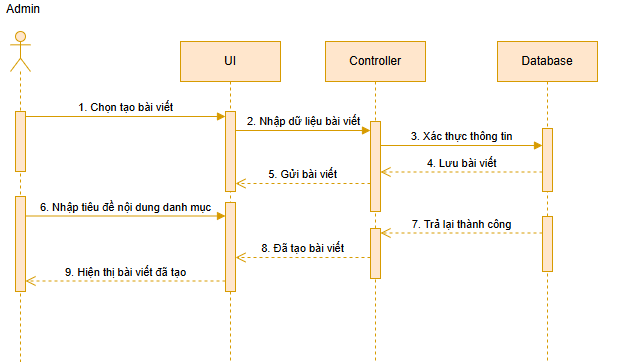 Admin
UI
Controller
Database
1. Chọn tạo bài viết
2. Nhập dữ liệu bài viết
3. Xác thực thông tin
4. Lưu bài viết
5. Gửi bài viết
6. Nhập tiêu đề nội dung danh mục
7. Trả lại thành công
8. Đã tạo bài viết
9. Hiện thị bài viết đã tạo